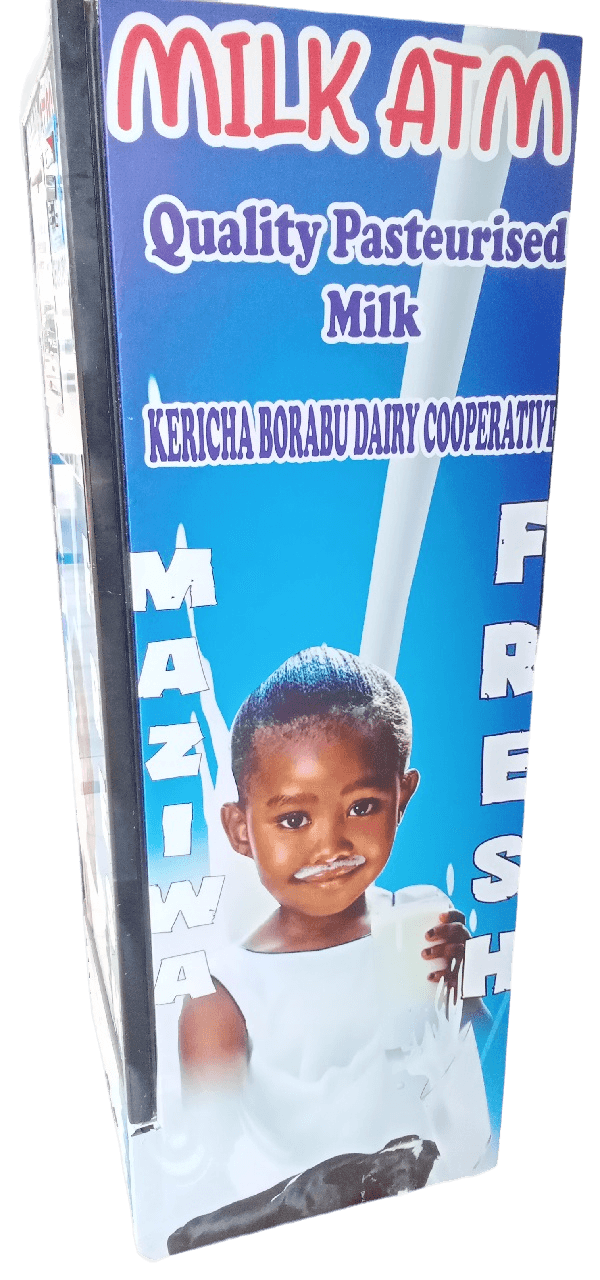 MILK ATM
Quality Pasteurised
Milk
KERICHA BORABU DAIRY COOPERATIVE
MAZIWA
FRESH